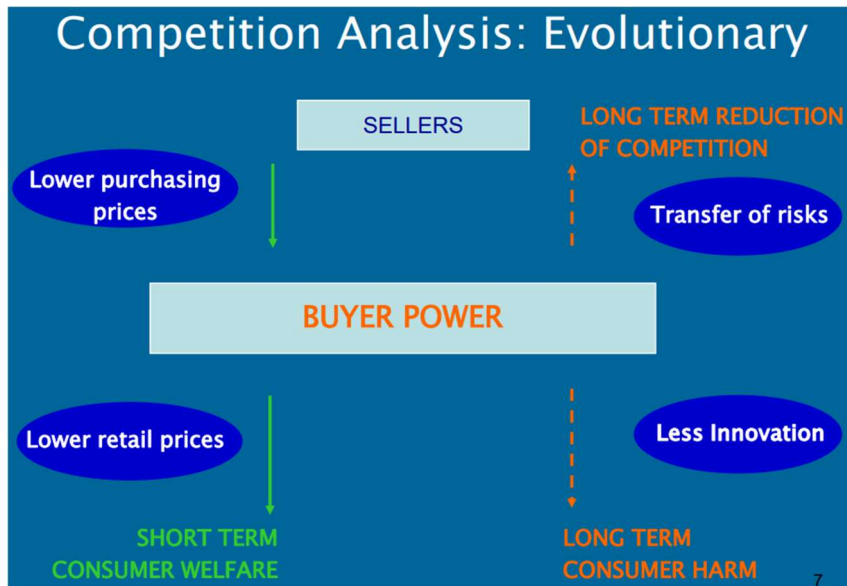 Competition Analysis: Evolutionary
SELLERS
LONG TERM REDUCTION
OF COMPETITION
Lower purchasing
prices
Transfer of risks
BUYER POWER
Lower retail prices
Less Innovation
SHORT TERM
CONSUMER WELFARE
LONG TERM
CONSUMER HARM
7